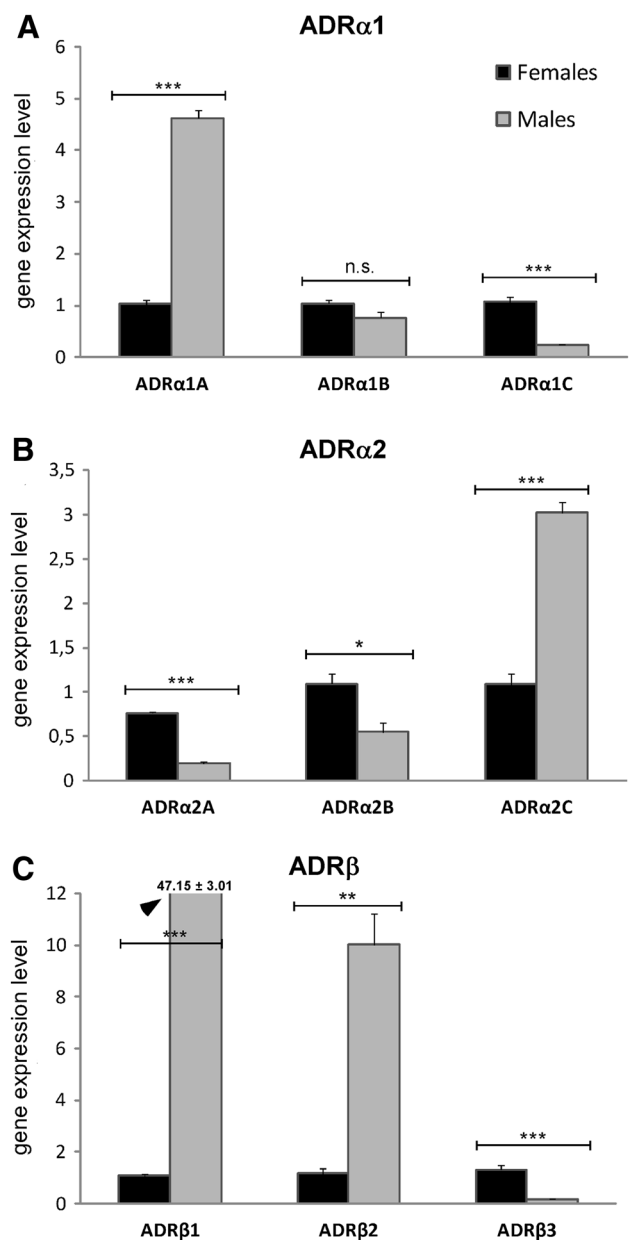 A
ADRα1
6
5
4
3
2
1
0
gene expression level
Females
Males
***
n.s.
***
ADRα1A ADRα1B ADRα1C
B
ADRα2
3,5
3
2,5
2
1,5
1
0,5
0
gene expression level
***
*
***
ADRα2A ADRα2B ADRα2C
C
ADRβ
12
10
8
6
4
2
0
gene expression level
47.15 ± 3.01
***
**
***
ADRβ1 ADRβ2 ADRβ3